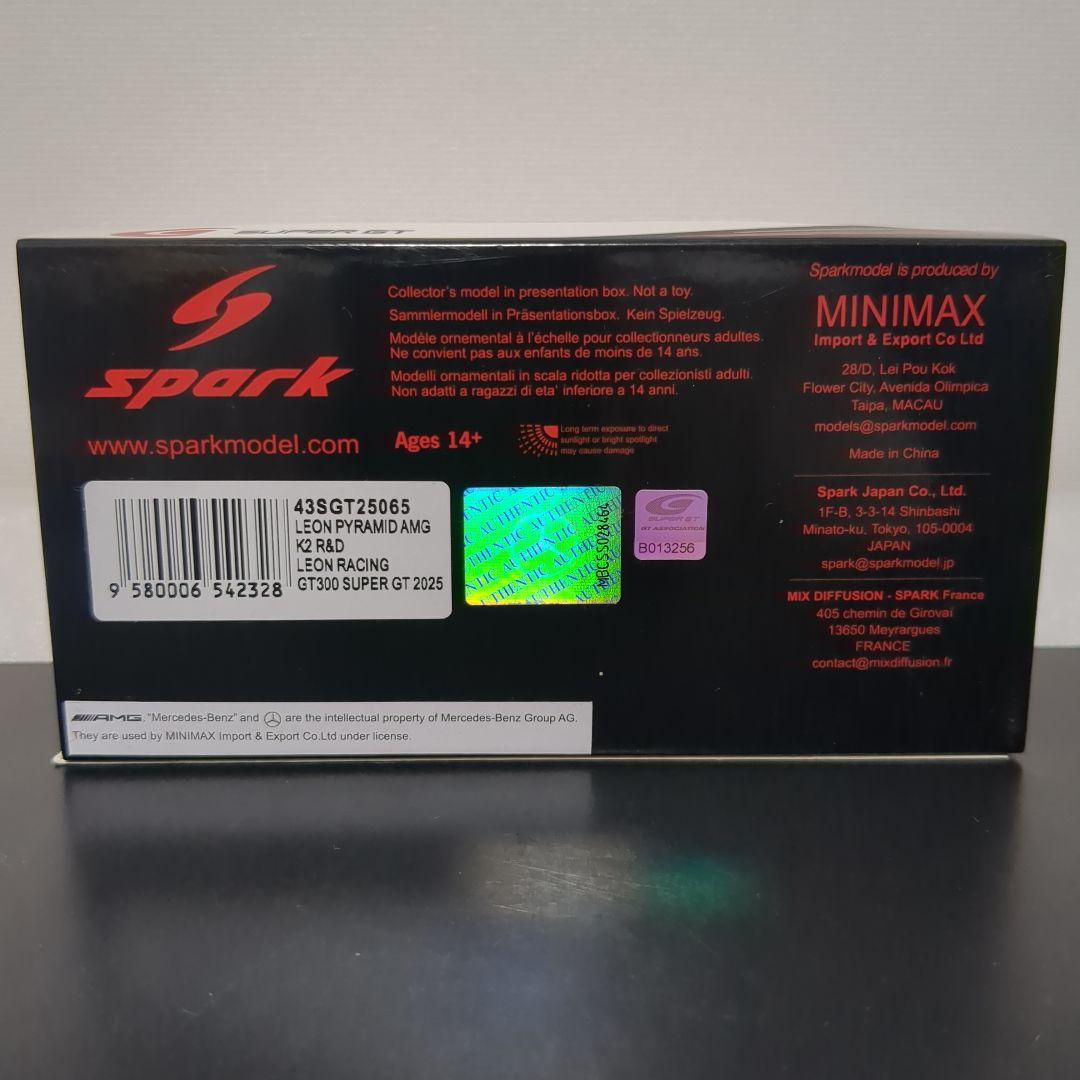 SUPER GT
spark
www.sparkmodel.com
Collector's model in presentation box. Not a toy.
Sammlermodell in Präsentationsbox. Kein Spielzeug.
Modèle ornemental à l'échelle pour collectionneurs adultes.
Ne convient pas aux enfants de moins de 14 ans.
Modelli ornamentali in scala ridotta per collezionisti adulti.
Non adatti a ragazzi di eta' inferiore a 14 anni.
Ages 14+
Long term exposure to direct
sunlight or bright spotlight
may cause damage
43SGT25065
LEON PYRAMID AMG
K2 R&D
LEON RACING
GT300 SUPER GT 2025
9 580006 542328
AUTHENTIC AUTHENTIC
SUPER GT
GT ASSOCIATION
B013256
Sparkmodel is produced by
MINIMAX
Import & Export Co Ltd
28/D, Lei Pou Kok
Flower City, Avenida Olimpica
Taipa, MACAU
models@sparkmodel.com
Made in China
Spark Japan Co., Ltd.
1F-B, 3-3-14 Shinbashi
Minato-ku, Tokyo, 105-0004
JAPAN
spark@sparkmodel.jp
MIX DIFFUSION - SPARK France
405 chemin de Girovai
13650 Meyrargues
FRANCE
contact@mixdiffusion.fr
AMG, "Mercedes-Benz" and are the intellectual property of Mercedes-Benz Group AG.
They are used by MINIMAX Import & Export Co.Ltd under license.